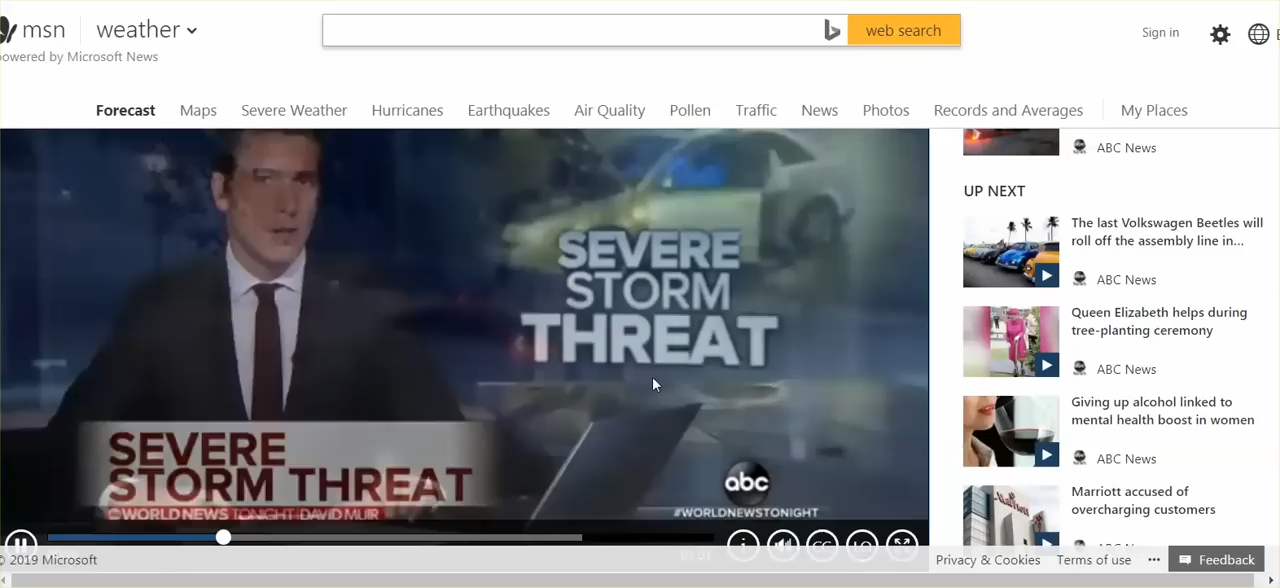 msn
weather
powered by Microsoft News
web search
Sign in
Forecast
Maps
Severe Weather
Hurricanes
Earthquakes
Air Quality
Pollen
Traffic
News
Photos
Records and Averages
My Places
SEVERE
STORM
THREAT
SEVERE
STORM THREAT
WORLD NEWS TONIGHT DAVID MUIR
abc
#WORLDNEWSTONIGHT
ABC News
UP NEXT
The last Volkswagen Beetles will
roll off the assembly line in...
ABC News
Queen Elizabeth helps during
tree-planting ceremony
ABC News
Giving up alcohol linked to
mental health boost in women
ABC News
Marriott accused of
overcharging customers
CC
© 2019 Microsoft
Privacy & Cookies
Terms of use
...
Feedback